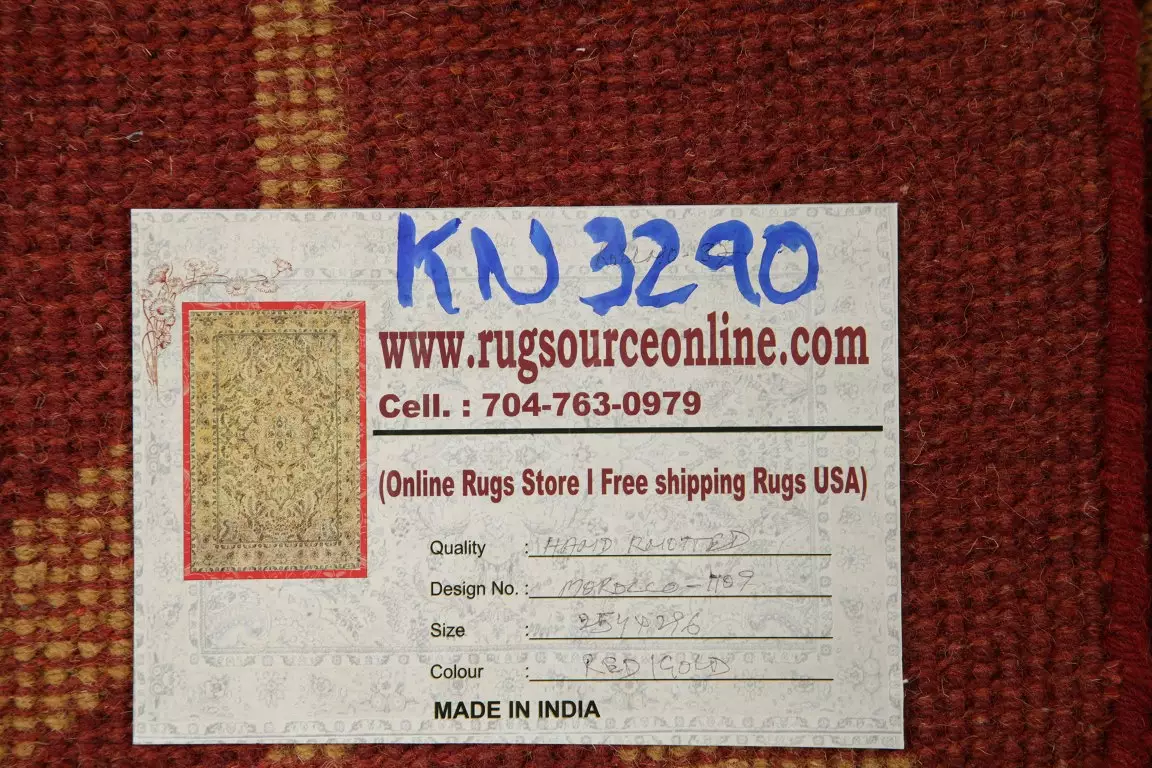 KN 3290
www.rugsourceonline.com
Cell. : 704-763-0979
(Online Rugs Store I Free shipping Rugs USA)
Quality : HAND KNOTTED
Design No. : MOROCCO-1109
Size : 254X296
Colour : RED/GOLD
MADE IN INDIA